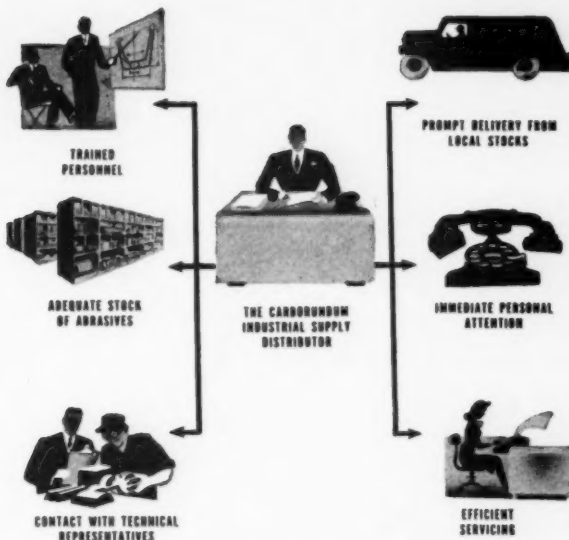 TRAINED
PERSONNEL
ADEQUATE STOCK
OF ABRASIVES
CONTACT WITH TECHNICAL
REPRESENTATIVES
THE CARBORUNDUM
INDUSTRIAL SUPPLY
DISTRIBUTOR
PROMPT DELIVERY FROM
LOCAL STOCKS
IMMEDIATE PERSONAL
ATTENTION
EFFICIENT
SERVICING